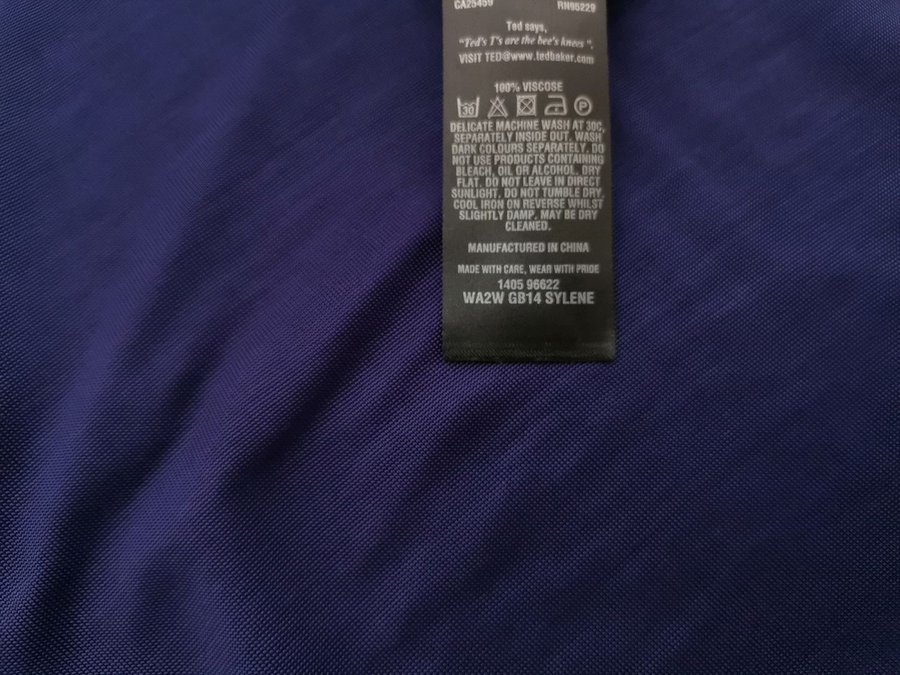 CA25459 RN95229
Ted says,
"Ted's T's are the bee's knees".
VISIT TED@www.tedbaker.com
100% VISCOSE
30 P
DELICATE MACHINE WASH AT 30C,
SEPARATELY INSIDE OUT. WASH
DARK COLOURS SEPARATELY. DO
NOT USE PRODUCTS CONTAINING
BLEACH, OIL OR ALCOHOL. DRY
FLAT. DO NOT LEAVE IN DIRECT
SUNLIGHT. DO NOT TUMBLE DRY,
COOL IRON ON REVERSE WHILST
SLIGHTLY DAMP, MAY BE DRY
CLEANED.
MANUFACTURED IN CHINA
MADE WITH CARE, WEAR WITH PRIDE
1405 96622
WA2W GB14 SYLENE